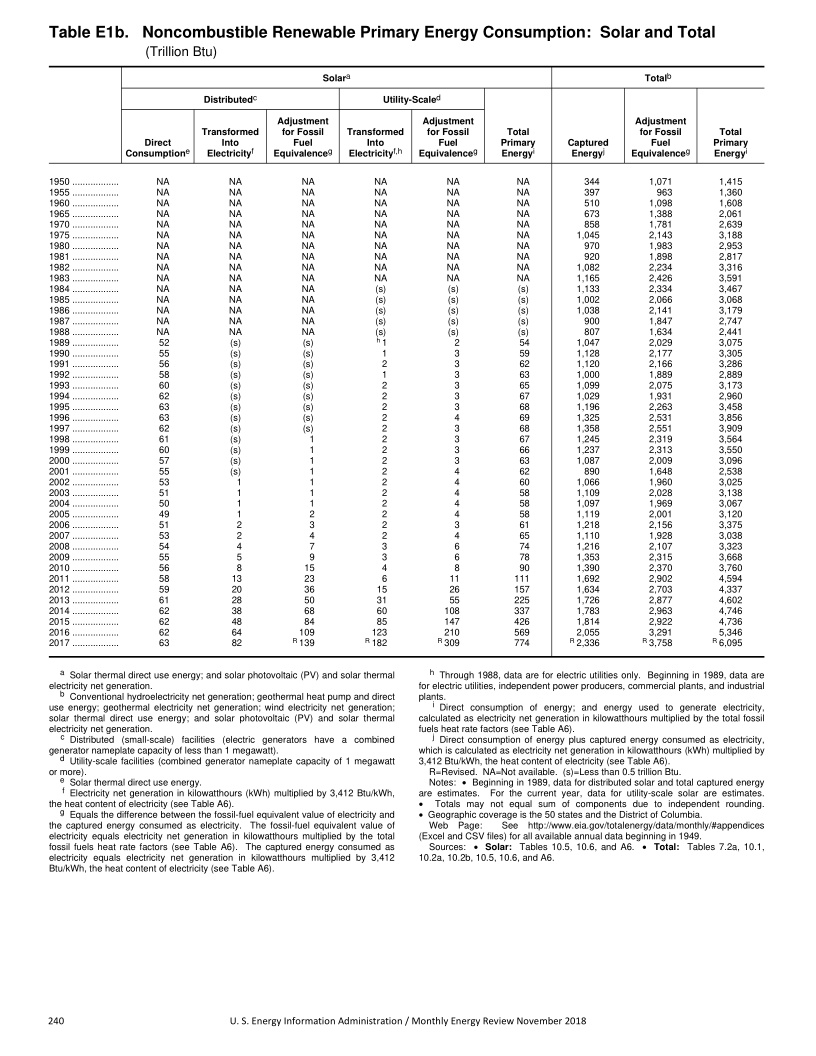 Table E1b. Noncombustible Renewable Primary Energy Consumption: Solar and Total
(Trillion Btu)
Solara Totalb
Distributedc Utility-Scaled
Direct Consumptione Transformed Into Electricityf Adjustment for Fossil Fuel Equivalenceg Transformed Into Electricityf,h Adjustment for Fossil Fuel Equivalenceg Total Primary Energyi Captured Energyj Adjustment for Fossil Fuel Equivalenceg Total Primary Energyi
1950 .................. NA NA NA NA NA NA 344 1,071 1,415
1955 .................. NA NA NA NA NA NA 397 963 1,360
1960 .................. NA NA NA NA NA NA 510 1,098 1,608
1965 .................. NA NA NA NA NA NA 673 1,388 2,061
1970 .................. NA NA NA NA NA NA 858 1,781 2,639
1975 .................. NA NA NA NA NA NA 1,045 2,143 3,188
1980 .................. NA NA NA NA NA NA 970 1,983 2,953
1981 .................. NA NA NA NA NA NA 920 1,898 2,817
1982 .................. NA NA NA NA NA NA 1,082 2,234 3,316
1983 .................. NA NA NA NA NA NA 1,165 2,426 3,591
1984 .................. NA NA NA (s) (s) (s) 1,133 2,334 3,467
1985 .................. NA NA NA (s) (s) (s) 1,002 2,066 3,068
1986 .................. NA NA NA (s) (s) (s) 1,038 2,141 3,179
1987 .................. NA NA NA (s) (s) (s) 900 1,847 2,747
1988 .................. NA NA NA (s) (s) (s) 807 1,634 2,441
1989 .................. 52 (s) (s) h 1 2 54 1,047 2,029 3,075
1990 .................. 55 (s) (s) 1 3 59 1,128 2,177 3,305
1991 .................. 56 (s) (s) 2 3 62 1,120 2,166 3,286
1992 .................. 58 (s) (s) 1 3 63 1,000 1,889 2,889
1993 .................. 60 (s) (s) 2 3 65 1,099 2,075 3,173
1994 .................. 62 (s) (s) 2 3 67 1,029 1,931 2,960
1995 .................. 63 (s) (s) 2 3 68 1,196 2,263 3,458
1996 .................. 63 (s) (s) 2 4 69 1,325 2,531 3,856
1997 .................. 62 (s) (s) 2 3 68 1,358 2,551 3,909
1998 .................. 61 (s) 1 2 3 67 1,245 2,319 3,564
1999 .................. 60 (s) 1 2 3 66 1,237 2,313 3,550
2000 .................. 57 (s) 1 2 3 63 1,087 2,009 3,096
2001 .................. 55 (s) 1 2 4 62 890 1,648 2,538
2002 .................. 53 1 1 2 4 60 1,066 1,960 3,025
2003 .................. 51 1 1 2 4 58 1,109 2,028 3,138
2004 .................. 50 1 1 2 4 58 1,097 1,969 3,067
2005 .................. 49 1 2 2 4 58 1,119 2,001 3,120
2006 .................. 51 2 3 2 3 61 1,218 2,156 3,375
2007 .................. 53 2 4 2 4 65 1,110 1,928 3,038
2008 .................. 54 4 7 3 6 74 1,216 2,107 3,323
2009 .................. 55 5 9 3 6 78 1,353 2,315 3,668
2010 .................. 56 8 15 4 8 90 1,390 2,370 3,760
2011 .................. 58 13 23 6 11 111 1,692 2,902 4,594
2012 .................. 59 20 36 15 26 157 1,634 2,703 4,337
2013 .................. 61 28 50 31 55 225 1,726 2,877 4,602
2014 .................. 62 38 68 60 108 337 1,783 2,963 4,746
2015 .................. 62 48 84 85 147 426 1,814 2,922 4,736
2016 .................. 62 64 109 123 210 569 2,055 3,291 5,346
2017 .................. 63 82 R 139 R 182 R 309 774 R 2,336 R 3,758 R 6,095
a Solar thermal direct use energy; and solar photovoltaic (PV) and solar thermal
electricity net generation.
b Conventional hydroelectricity net generation; geothermal heat pump and direct
use energy; geothermal electricity net generation; wind electricity net generation;
solar thermal direct use energy; and solar photovoltaic (PV) and solar thermal
electricity net generation.
c Distributed (small-scale) facilities (electric generators have a combined
generator nameplate capacity of less than 1 megawatt).
d Utility-scale facilities (combined generator nameplate capacity of 1 megawatt
or more).
e Solar thermal direct use energy.
f Electricity net generation in kilowatthours (kWh) multiplied by 3,412 Btu/kWh,
the heat content of electricity (see Table A6).
g Equals the difference between the fossil-fuel equivalent value of electricity and
the captured energy consumed as electricity. The fossil-fuel equivalent value of
electricity equals electricity net generation in kilowatthours multiplied by the total
fossil fuels heat rate factors (see Table A6). The captured energy consumed as
electricity equals electricity net generation in kilowatthours multiplied by 3,412
Btu/kWh, the heat content of electricity (see Table A6).
h Through 1988, data are for electric utilities only. Beginning in 1989, data are
for electric utilities, independent power producers, commercial plants, and industrial
plants.
i Direct consumption of energy; and energy used to generate electricity,
calculated as electricity net generation in kilowatthours multiplied by the total fossil
fuels heat rate factors (see Table A6).
j Direct consumption of energy plus captured energy consumed as electricity,
which is calculated as electricity net generation in kilowatthours (kWh) multiplied by
3,412 Btu/kWh, the heat content of electricity (see Table A6).
R=Revised. NA=Not available. (s)=Less than 0.5 trillion Btu.
Notes: • Beginning in 1989, data for distributed solar and total captured energy
are estimates. For the current year, data for utility-scale solar are estimates.
• Totals may not equal sum of components due to independent rounding.
• Geographic coverage is the 50 states and the District of Columbia.
Web Page: See http://www.eia.gov/totalenergy/data/monthly/#appendices
(Excel and CSV files) for all available annual data beginning in 1949.
Sources: • Solar: Tables 10.5, 10.6, and A6. • Total: Tables 7.2a, 10.1,
10.2a, 10.2b, 10.5, 10.6, and A6.
240 U. S. Energy Information Administration / Monthly Energy Review November 2018